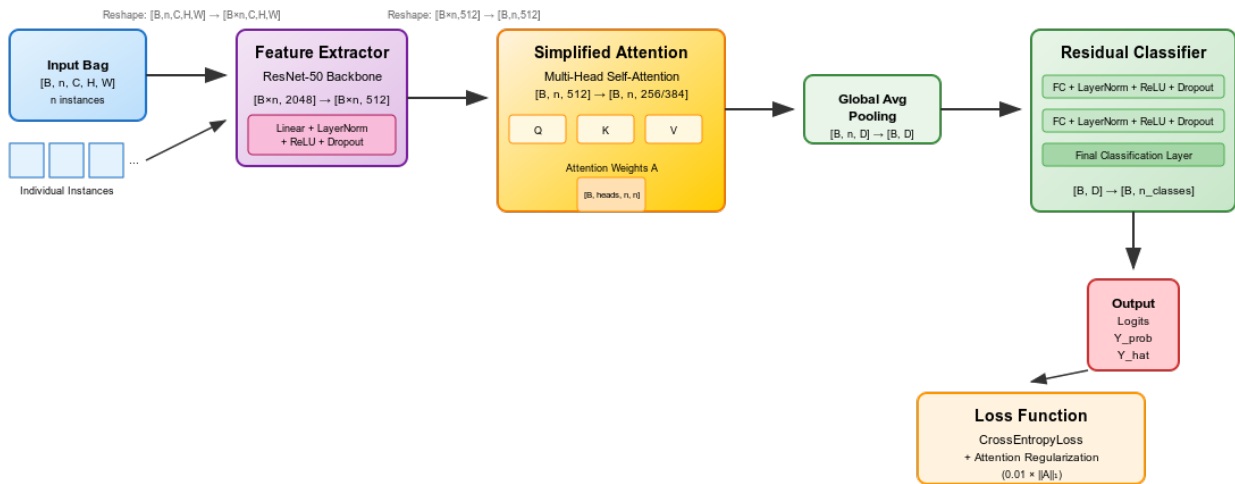 Reshape: [B,n,C,H,W] → [B×n,C,H,W]
Reshape: [B×n,512] → [B,n,512]
Input Bag
[B, n, C, H, W]
n instances
...
Individual Instances
Feature Extractor
ResNet-50 Backbone
[B×n, 2048] → [B×n, 512]
Linear + LayerNorm
+ ReLU + Dropout
Simplified Attention
Multi-Head Self-Attention
[B, n, 512] → [B, n, 256/384]
Q
K
V
Attention Weights A
[B, heads, n, n]
Global Avg
Pooling
[B, n, D] → [B, D]
Residual Classifier
FC + LayerNorm + ReLU + Dropout
FC + LayerNorm + ReLU + Dropout
Final Classification Layer
[B, D] → [B, n_classes]
Output
Logits
Y_prob
Y_hat
Loss Function
CrossEntropyLoss
+ Attention Regularization
(0.01 × ||A||₁)